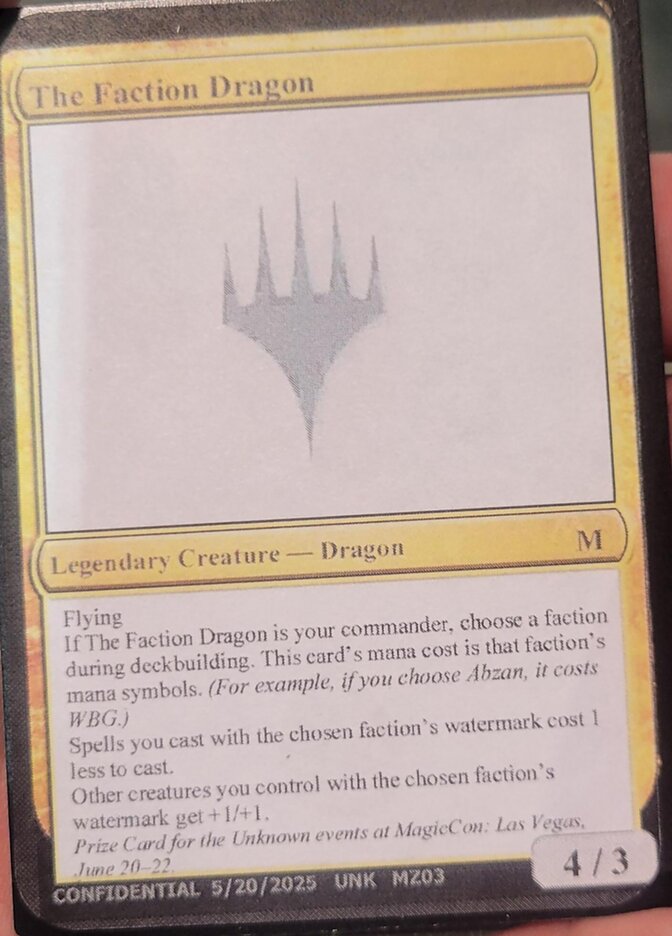 The Faction Dragon
Legendary Creature — Dragon M
Flying
If The Faction Dragon is your commander, choose a faction
during deckbuilding. This card's mana cost is that faction's
mana symbols. (For example, if you choose Abzan, it costs
WBG.)
Spells you cast with the chosen faction's watermark cost 1
less to cast.
Other creatures you control with the chosen faction's
watermark get +1/+1.
Prize Card for the Unknown events at MagicCon: Las Vegas,
June 20–22.
4 / 3
CONFIDENTIAL 5/20/2025 UNK MZ03